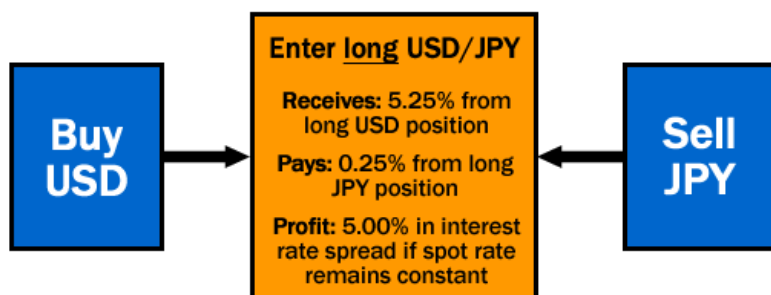 Buy
USD
Enter long USD/JPY
Receives: 5.25% from
long USD position
Pays: 0.25% from long
JPY position
Profit: 5.00% in interest
rate spread if spot rate
remains constant
Sell
JPY